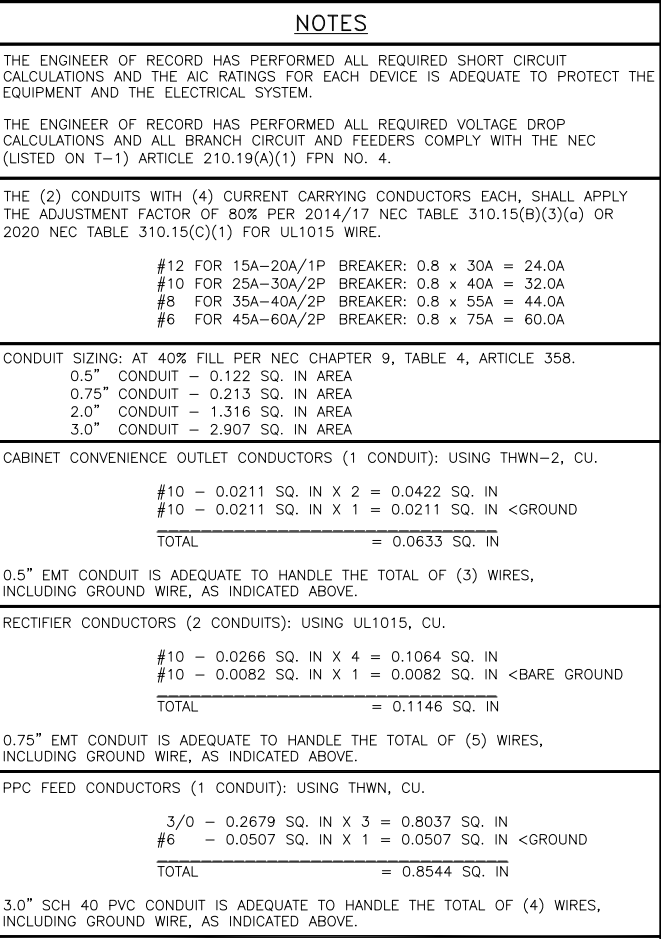 NOTES
THE ENGINEER OF RECORD HAS PERFORMED ALL REQUIRED SHORT CIRCUIT
CALCULATIONS AND THE AIC RATINGS FOR EACH DEVICE IS ADEQUATE TO PROTECT THE
EQUIPMENT AND THE ELECTRICAL SYSTEM.
THE ENGINEER OF RECORD HAS PERFORMED ALL REQUIRED VOLTAGE DROP
CALCULATIONS AND ALL BRANCH CIRCUIT AND FEEDERS COMPLY WITH THE NEC
(LISTED ON T-1) ARTICLE 210.19(A)(1) FPN NO. 4.
THE (2) CONDUITS WITH (4) CURRENT CARRYING CONDUCTORS EACH, SHALL APPLY
THE ADJUSTMENT FACTOR OF 80% PER 2014/17 NEC TABLE 310.15(B)(3)(a) OR
2020 NEC TABLE 310.15(C)(1) FOR UL1015 WIRE.
#12 FOR 15A-20A/1P BREAKER: 0.8 x 30A = 24.0A
#10 FOR 25A-30A/2P BREAKER: 0.8 x 40A = 32.0A
#8 FOR 35A-40A/2P BREAKER: 0.8 x 55A = 44.0A
#6 FOR 45A-60A/2P BREAKER: 0.8 x 75A = 60.0A
CONDUIT SIZING: AT 40% FILL PER NEC CHAPTER 9, TABLE 4, ARTICLE 358.
0.5" CONDUIT - 0.122 SQ. IN AREA
0.75" CONDUIT - 0.213 SQ. IN AREA
2.0" CONDUIT - 1.316 SQ. IN AREA
3.0" CONDUIT - 2.907 SQ. IN AREA
CABINET CONVENIENCE OUTLET CONDUCTORS (1 CONDUIT): USING THWN-2, CU.
#10 - 0.0211 SQ. IN X 2 = 0.0422 SQ. IN
#10 - 0.0211 SQ. IN X 1 = 0.0211 SQ. IN <GROUND
TOTAL = 0.0633 SQ. IN
0.5" EMT CONDUIT IS ADEQUATE TO HANDLE THE TOTAL OF (3) WIRES,
INCLUDING GROUND WIRE, AS INDICATED ABOVE.
RECTIFIER CONDUCTORS (2 CONDUITS): USING UL1015, CU.
#10 - 0.0266 SQ. IN X 4 = 0.1064 SQ. IN
#10 - 0.0082 SQ. IN X 1 = 0.0082 SQ. IN <BARE GROUND
TOTAL = 0.1146 SQ. IN
0.75" EMT CONDUIT IS ADEQUATE TO HANDLE THE TOTAL OF (5) WIRES,
INCLUDING GROUND WIRE, AS INDICATED ABOVE.
PPC FEED CONDUCTORS (1 CONDUIT): USING THWN, CU.
3/0 - 0.2679 SQ. IN X 3 = 0.8037 SQ. IN
#6 - 0.0507 SQ. IN X 1 = 0.0507 SQ. IN <GROUND
TOTAL = 0.8544 SQ. IN
3.0" SCH 40 PVC CONDUIT IS ADEQUATE TO HANDLE THE TOTAL OF (4) WIRES,
INCLUDING GROUND WIRE, AS INDICATED ABOVE.